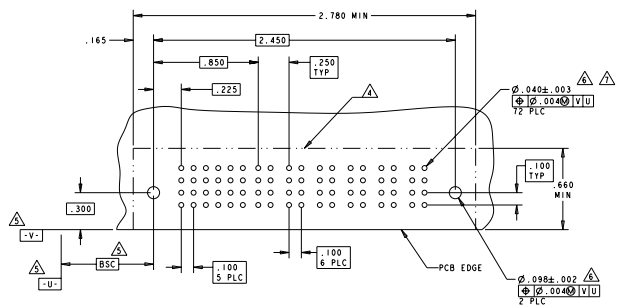 2.780 MIN
.165
2.450
.850
.250
TYP
.225
4
6 7
Ø.040±.003
⌖ Ø.004Ⓜ V U
72 PLC
.100
TYP
.660
MIN
.300
5
-V-
5
BSC
5
-U-
.100
5 PLC
.100
6 PLC
PCB EDGE
6
Ø.098±.002
⌖ Ø.004Ⓜ V U
2 PLC